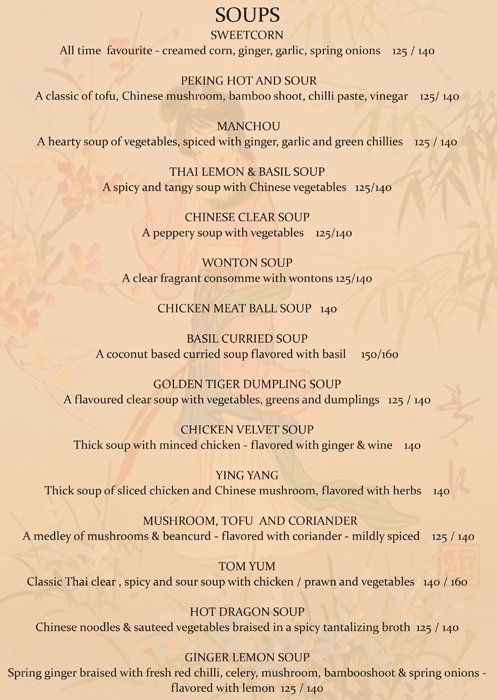 SOUPS
SWEETCORN
All time favourite - creamed corn, ginger, garlic, spring onions 125 / 140
PEKING HOT AND SOUR
A classic of tofu, Chinese mushroom, bamboo shoot, chilli paste, vinegar 125/ 140
MANCHOU
A hearty soup of vegetables, spiced with ginger, garlic and green chillies 125 / 140
THAI LEMON & BASIL SOUP
A spicy and tangy soup with Chinese vegetables 125/140
CHINESE CLEAR SOUP
A peppery soup with vegetables 125/140
WONTON SOUP
A clear fragrant consomme with wontons 125/140
CHICKEN MEAT BALL SOUP 140
BASIL CURRIED SOUP
A coconut based curried soup flavored with basil 150/160
GOLDEN TIGER DUMPLING SOUP
A flavoured clear soup with vegetables, greens and dumplings 125 / 140
CHICKEN VELVET SOUP
Thick soup with minced chicken - flavored with ginger & wine 140
YING YANG
Thick soup of sliced chicken and Chinese mushroom, flavored with herbs 140
MUSHROOM, TOFU AND CORIANDER
A medley of mushrooms & beancurd - flavored with coriander - mildly spiced 125 / 140
TOM YUM
Classic Thai clear , spicy and sour soup with chicken / prawn and vegetables 140 / 160
HOT DRAGON SOUP
Chinese noodles & sauteed vegetables braised in a spicy tantalizing broth 125 / 140
GINGER LEMON SOUP
Spring ginger braised with fresh red chilli, celery, mushroom, bambooshoot & spring onions -
flavored with lemon 125 / 140